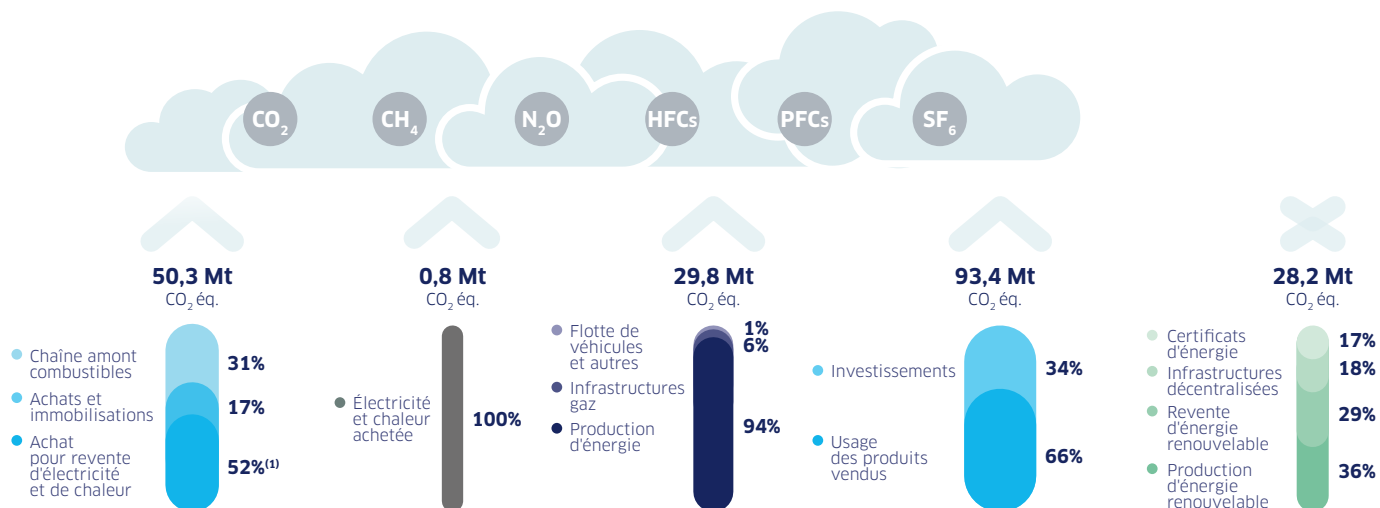 CO2
CH4
N2O
HFCs
PFCs
SF6
50,3 Mt
CO2 éq.
Chaîne amont
combustibles
31%
Achats et
immobilisations
17%
Achat
pour revente
d'électricité
et de chaleur
52%(1)
0,8 Mt
CO2 éq.
Électricité
et chaleur
achetée
100%
29,8 Mt
CO2 éq.
Flotte de
véhicules
et autres
1%
Infrastructures
gaz
6%
Production
d'énergie
94%
93,4 Mt
CO2 éq.
Investissements
34%
Usage
des produits
vendus
66%
28,2 Mt
CO2 éq.
Certificats
d'énergie
17%
Infrastructures
décentralisées
18%
Revente
d'énergie
renouvelable
29%
Production
d'énergie
renouvelable
36%